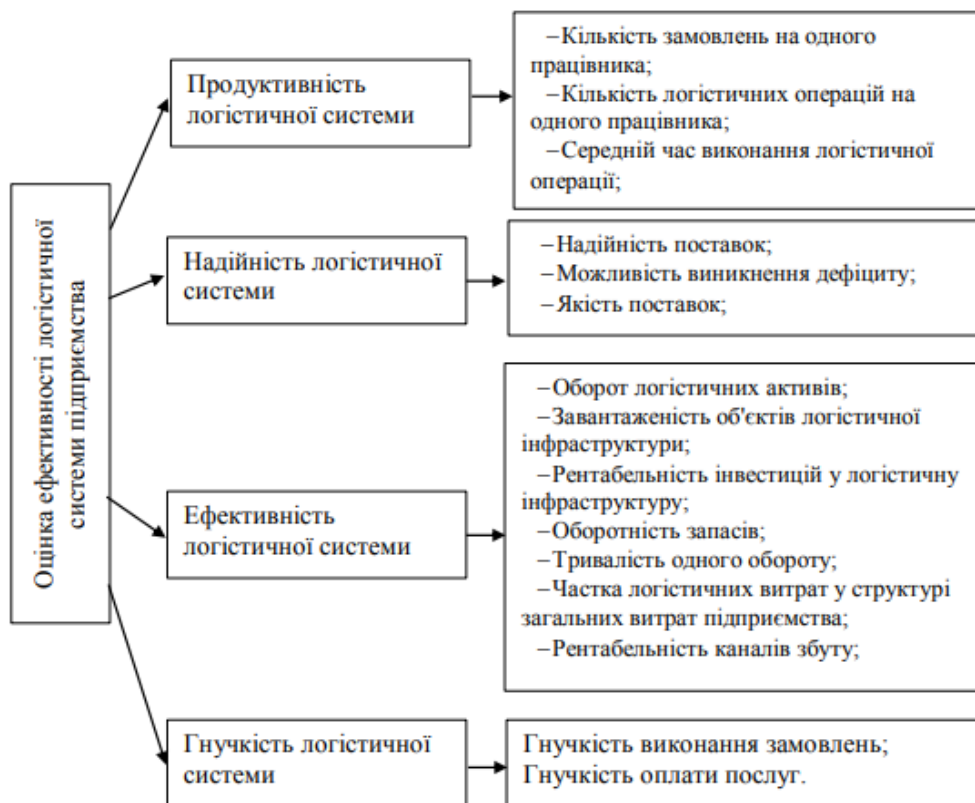 Оцінка ефективності логістичної
системи підприємства
Продуктивність
логістичної системи
–Кількість замовлень на одного
працівника;
–Кількість логістичних операцій на
одного працівника;
–Середній час виконання логістичної
операції;
Надійність логістичної
системи
–Надійність поставок;
–Можливість виникнення дефіциту;
–Якість поставок;
Ефективність
логістичної системи
–Оборот логістичних активів;
–Завантаженість об'єктів логістичної
інфраструктури;
–Рентабельність інвестицій у логістичну
інфраструктуру;
–Оборотність запасів;
–Тривалість одного обороту;
–Частка логістичних витрат у структурі
загальних витрат підприємства;
–Рентабельність каналів збуту;
Гнучкість логістичної
системи
Гнучкість виконання замовлень;
Гнучкість оплати послуг.